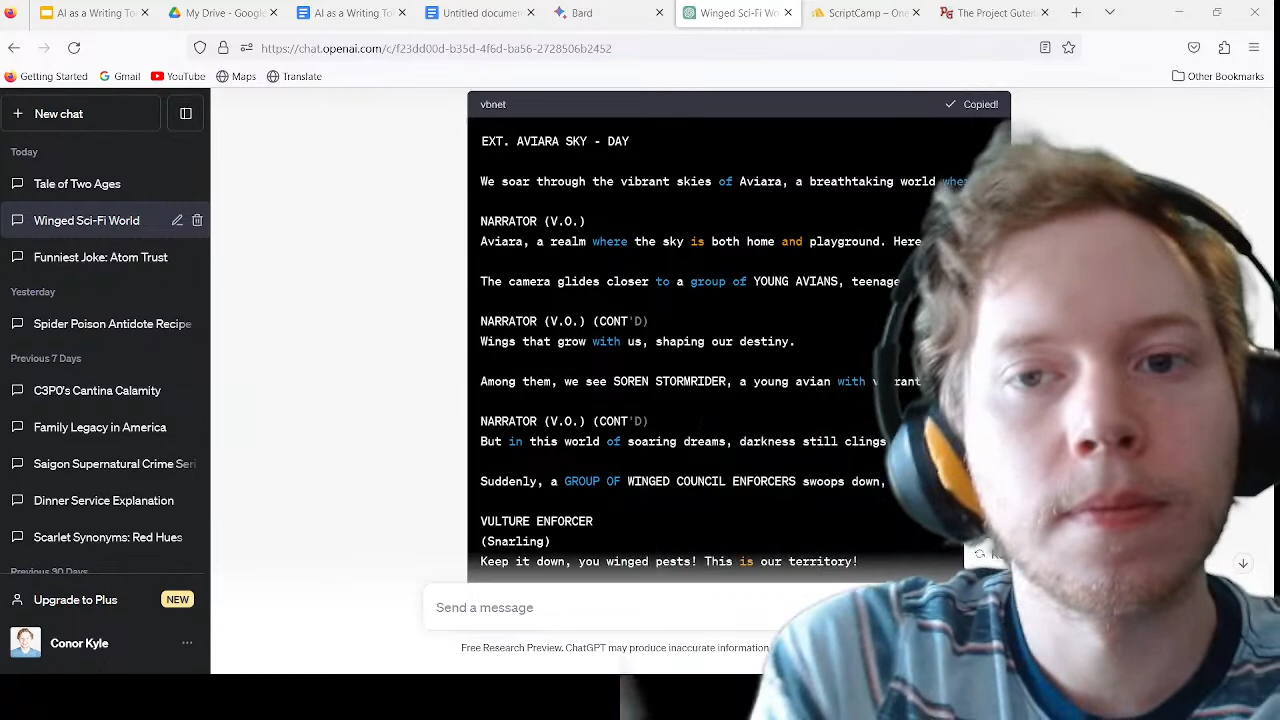 AI as a Writing To
My Drive - Google
AI as a Writing To
Untitled documen
Bard
Winged Sci-Fi Wo
ScriptCamp – One
The Project Guten
https://chat.openai.com/c/f23dd00d-b35d-4f6d-ba56-2728506b2452
Getting Started
Gmail
YouTube
Maps
Translate
Other Bookmarks
New chat
Today
Tale of Two Ages
Winged Sci-Fi World
Funniest Joke: Atom Trust
Yesterday
Spider Poison Antidote Recipe
Previous 7 Days
C3PO's Cantina Calamity
Family Legacy in America
Saigon Supernatural Crime Seri
Dinner Service Explanation
Scarlet Synonyms: Red Hues
Previous 30 Days
Upgrade to Plus
NEW
Conor Kyle
vbnet
Copied!
EXT. AVIARA SKY - DAY
We soar through the vibrant skies of Aviara, a breathtaking world wher
NARRATOR (V.O.)
Aviara, a realm where the sky is both home and playground. Here
The camera glides closer to a group of YOUNG AVIANS, teenage
NARRATOR (V.O.) (CONT'D)
Wings that grow with us, shaping our destiny.
Among them, we see SOREN STORMRIDER, a young avian with
NARRATOR (V.O.) (CONT'D)
But in this world of soaring dreams, darkness still clings
Suddenly, a GROUP OF WINGED COUNCIL ENFORCERS swoops down,
VULTURE ENFORCER
(Snarling)
Keep it down, you winged pests! This is our territory!
Send a message
Free Research Preview. ChatGPT may produce inaccurate information